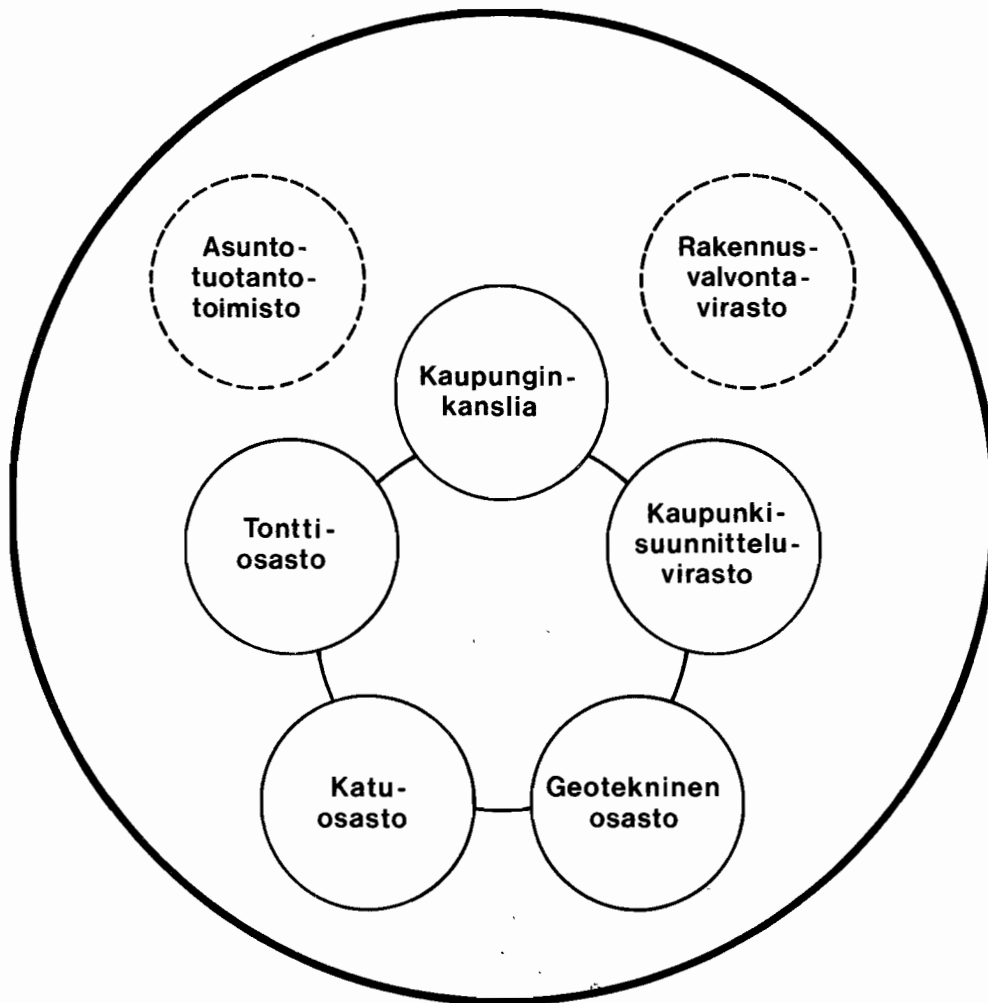 Asunto-
tuotanto-
toimisto
Rakennus-
valvonta-
virasto
Kaupungin-
kanslia
Tontti-
osasto
Kaupunki-
suunnittelu-
virasto
Katu-
osasto
Geotekninen
osasto